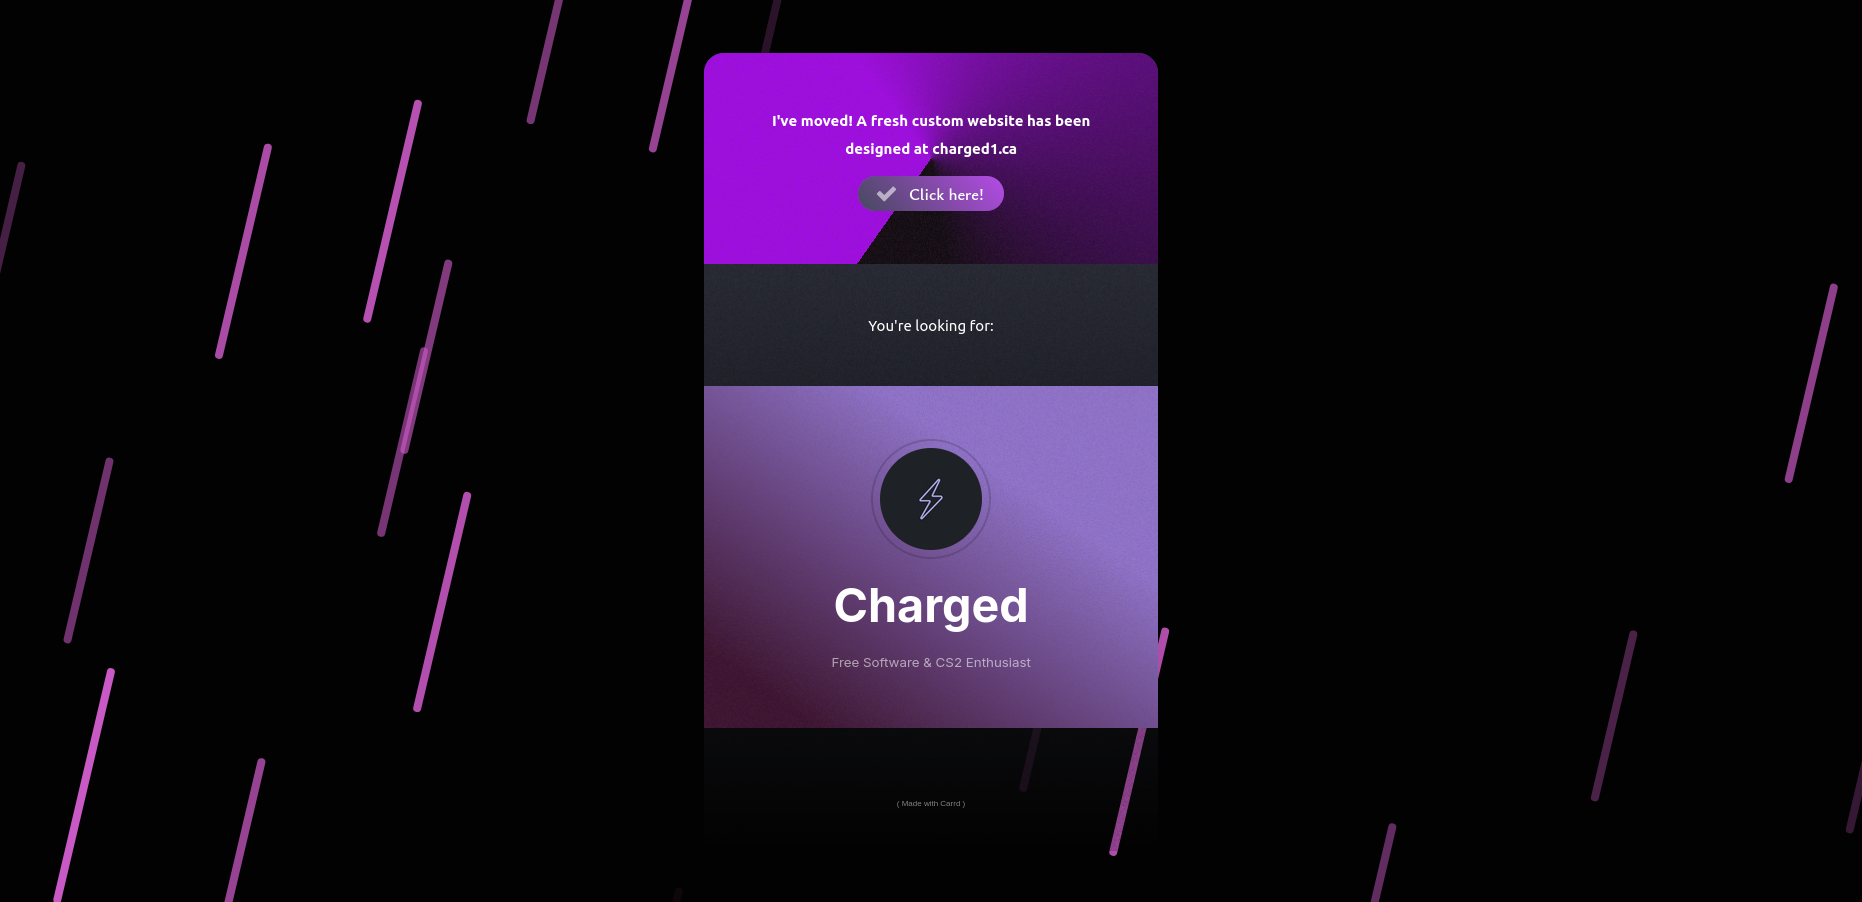 I've moved! A fresh custom website has been
designed at charged1.ca
Click here!
You're looking for:
Charged
Free Software & CS2 Enthusiast
( Made with Carrd )